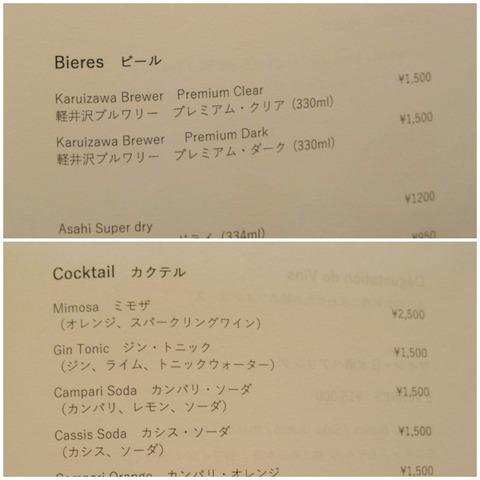 Bieres ビール
Karuizawa Brewer Premium Clear ¥1,500
軽井沢ブルワリー プレミアム・クリア (330ml)
Karuizawa Brewer Premium Dark ¥1,500
軽井沢ブルワリー プレミアム・ダーク (330ml)
¥1200
Asahi Super dry
ドライ (334ml) ¥950
Cocktail カクテル
Mimosa ミモザ ¥2,500
(オレンジ、スパークリングワイン)
Gin Tonic ジン・トニック ¥1,500
(ジン、ライム、トニックウォーター)
Campari Soda カンパリ・ソーダ ¥1,500
(カンパリ、レモン、ソーダ)
Cassis Soda カシス・ソーダ ¥1,500
(カシス、ソーダ)
Campari Orange カンパリ・オレンジ ¥1,500